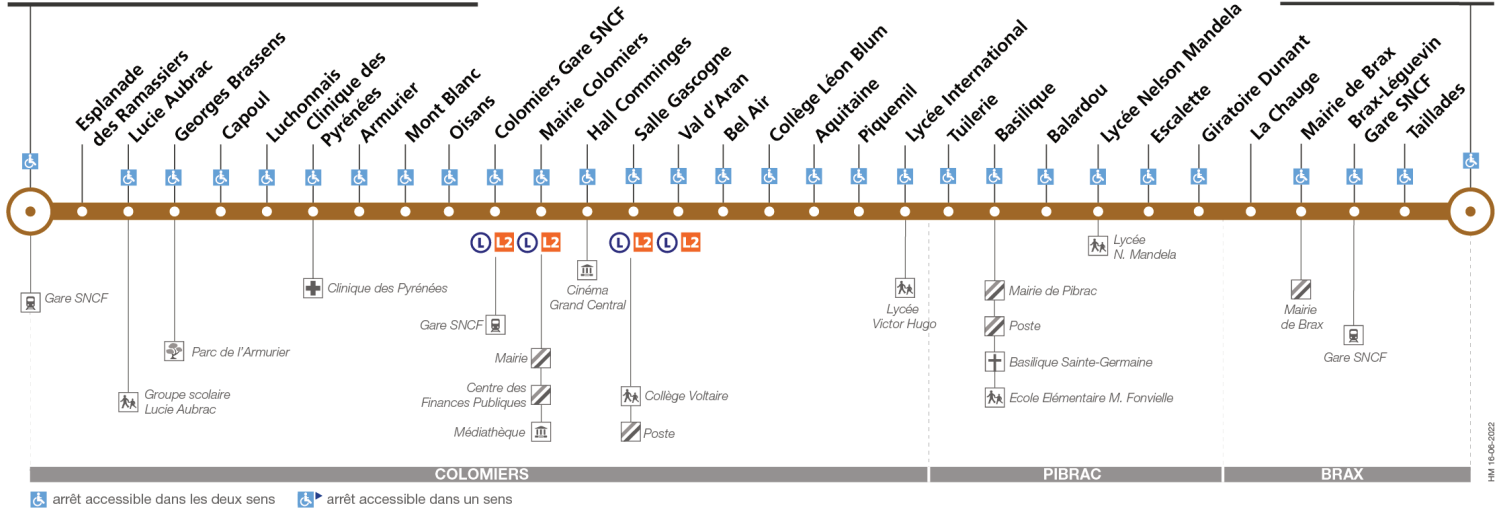 Esplanade
des Ramassiers
Lucie Aubrac
Georges Brassens
Capoul
Luchonnais
Clinique des
Pyrénées
Armurier
Mont Blanc
Oisans
Colomiers Gare SNCF
Mairie Colomiers
Hall Comminges
Salle Gascogne
Val d’Aran
Bel Air
Collège Léon Blum
Aquitaine
Piquemil
Lycée International
Tuilerie
Basilique
Balardou
Lycée Nelson Mandela
Escalette
Giratoire Dunant
La Chauge
Mairie de Brax
Brax-Léguevin
Gare SNCF
Taillades
L L2 L L2 L L2 L L2
Gare SNCF
Groupe scolaire
Lucie Aubrac
Parc de l’Armurier
Clinique des Pyrénées
Gare SNCF
Mairie
Centre des
Finances Publiques
Médiathèque
Cinéma
Grand Central
Collège Voltaire
Poste
Lycée
Victor Hugo
Mairie de Pibrac
Poste
Basilique Sainte-Germaine
Ecole Elémentaire M. Fonvielle
Lycée
N. Mandela
Mairie
de Brax
Gare SNCF
COLOMIERS
PIBRAC
BRAX
arrêt accessible dans les deux sens
arrêt accessible dans un sens
HM 16-06-2022